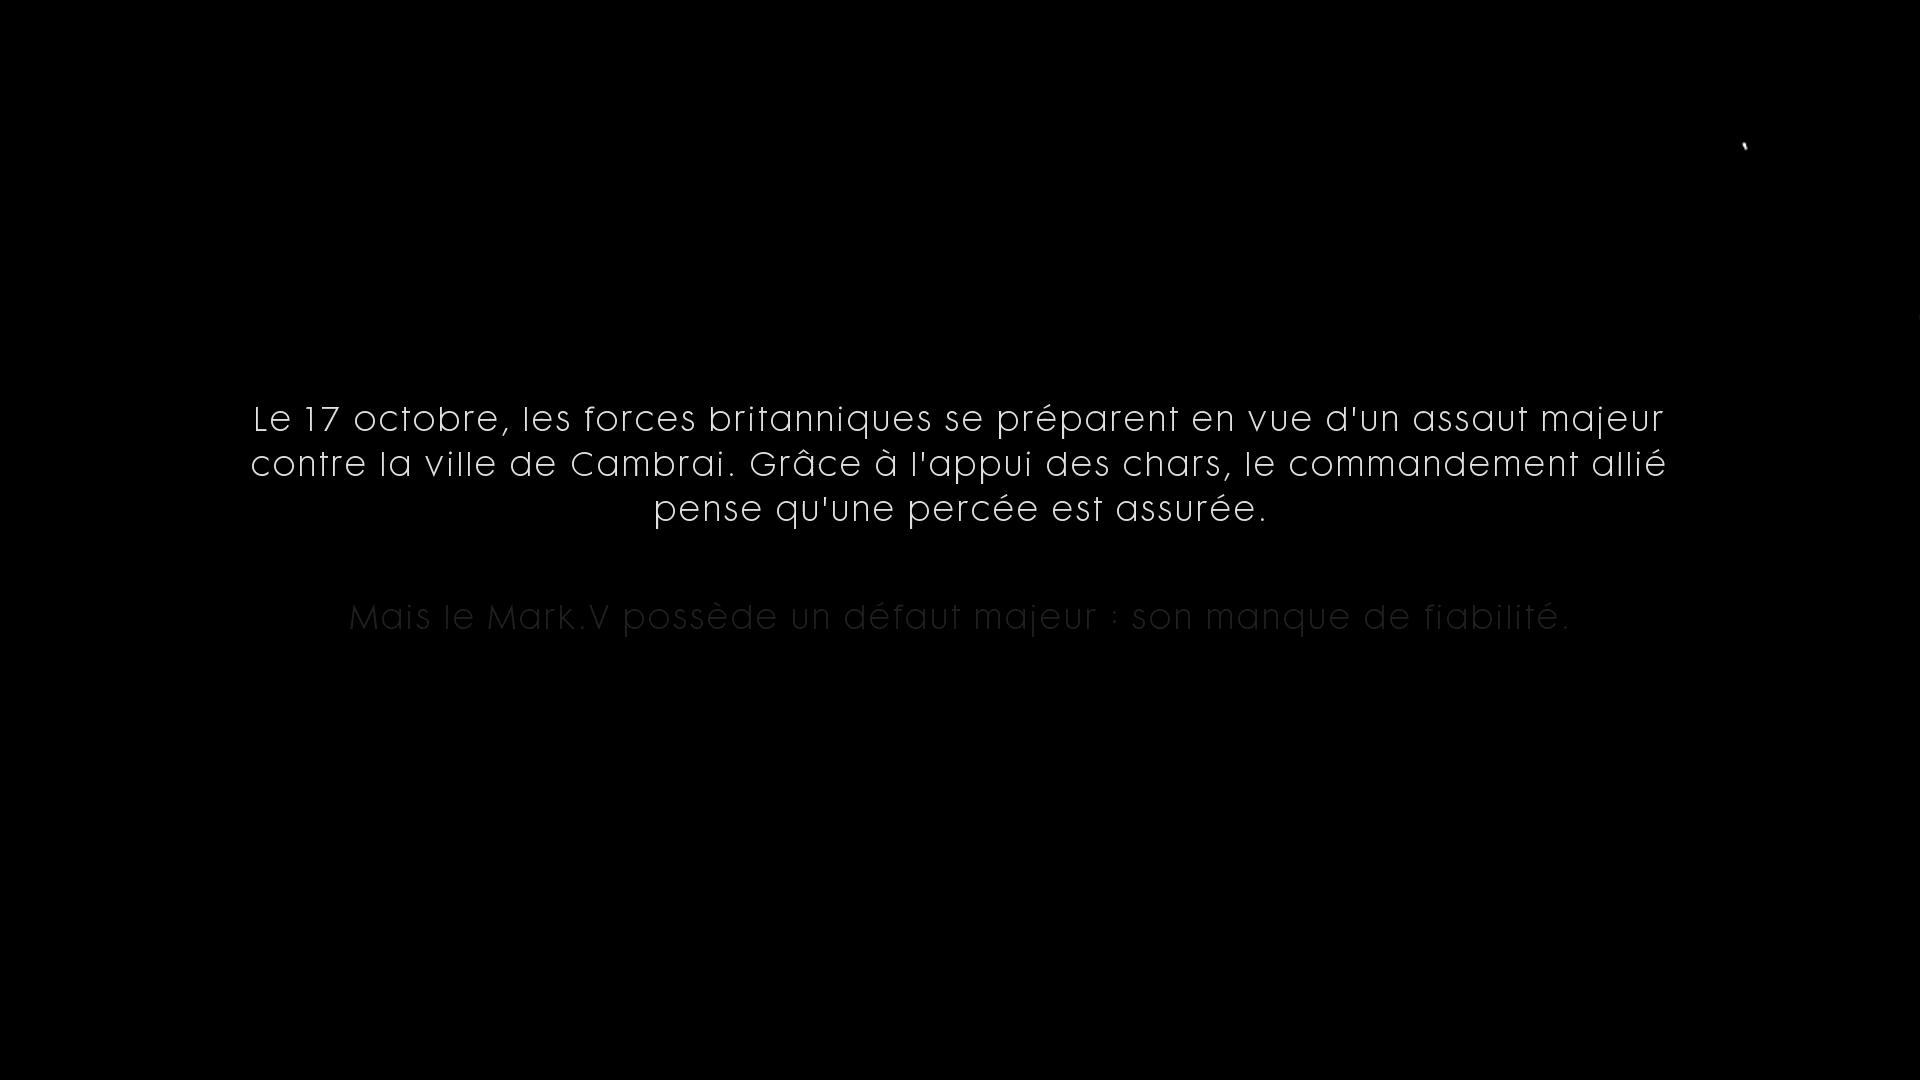 Le 17 octobre, les forces britanniques se préparent en vue d'un assaut majeur
contre la ville de Cambrai. Grâce à l'appui des chars, le commandement allié
pense qu'une percée est assurée.
Mais le Mark.V possède un défaut majeur : son manque de fiabilité.